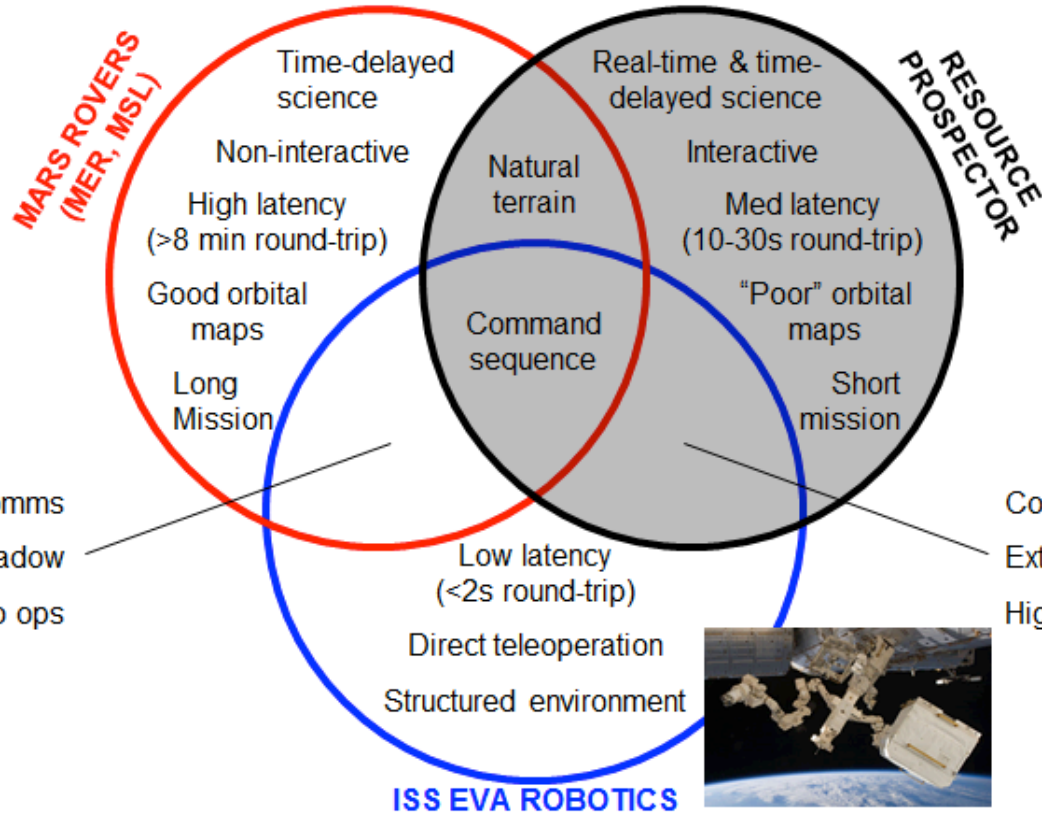 MARS ROVERS
(MER, MSL)
Time-delayed
science
Non-interactive
High latency
(>8 min round-trip)
Good orbital
maps
Long
Mission
Natural
terrain
Command
sequence
Real-time & time-
delayed science
Interactive
Med latency
(10-30s round-trip)
“Poor” orbital
maps
Short
mission
RESOURCE
PROSPECTOR
ops
Low latency
(<2s round-trip)
Direct teleoperation
Structured environment
ISS EVA ROBOTICS